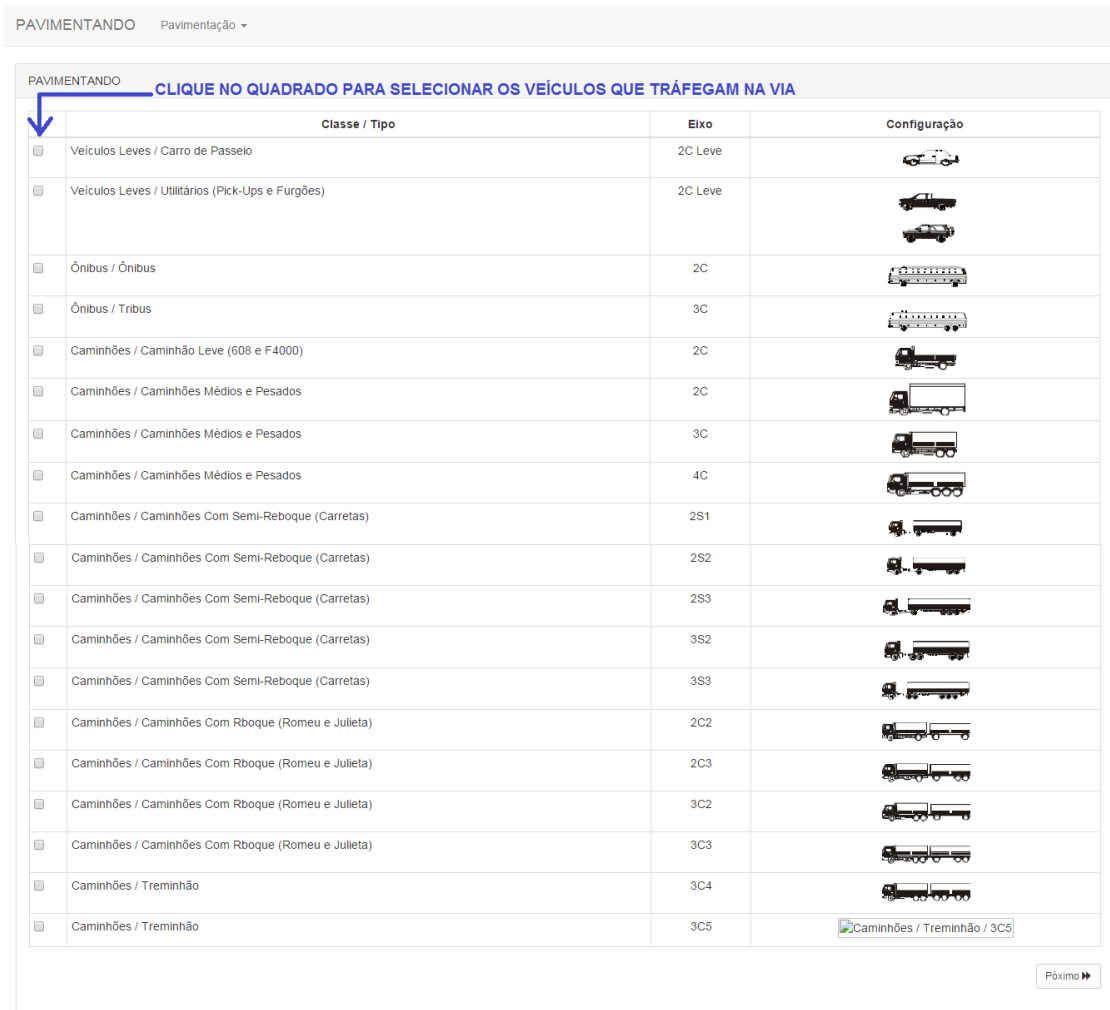 PAVIMENTANDO Pavimentação
PAVIMENTANDO
CLIQUE NO QUADRADO PARA SELECIONAR OS VEÍCULOS QUE TRÁFEGAM NA VIA
Classe / Tipo Eixo Configuração
Veículos Leves / Carro de Passeio 2C Leve
Veículos Leves / Utilitários (Pick-Ups e Furgões) 2C Leve
Ônibus / Ônibus 2C
Ônibus / Tribus 3C
Caminhões / Caminhão Leve (608 e F4000) 2C
Caminhões / Caminhões Médios e Pesados 2C
Caminhões / Caminhões Médios e Pesados 3C
Caminhões / Caminhões Médios e Pesados 4C
Caminhões / Caminhões Com Semi-Reboque (Carretas) 2S1
Caminhões / Caminhões Com Semi-Reboque (Carretas) 2S2
Caminhões / Caminhões Com Semi-Reboque (Carretas) 2S3
Caminhões / Caminhões Com Semi-Reboque (Carretas) 3S2
Caminhões / Caminhões Com Semi-Reboque (Carretas) 3S3
Caminhões / Caminhões Com Rboque (Romeu e Julieta) 2C2
Caminhões / Caminhões Com Rboque (Romeu e Julieta) 2C3
Caminhões / Caminhões Com Rboque (Romeu e Julieta) 3C2
Caminhões / Caminhões Com Rboque (Romeu e Julieta) 3C3
Caminhões / Treminhão 3C4
Caminhões / Treminhão 3C5 Caminhões / Treminhão / 3C5
Póximo